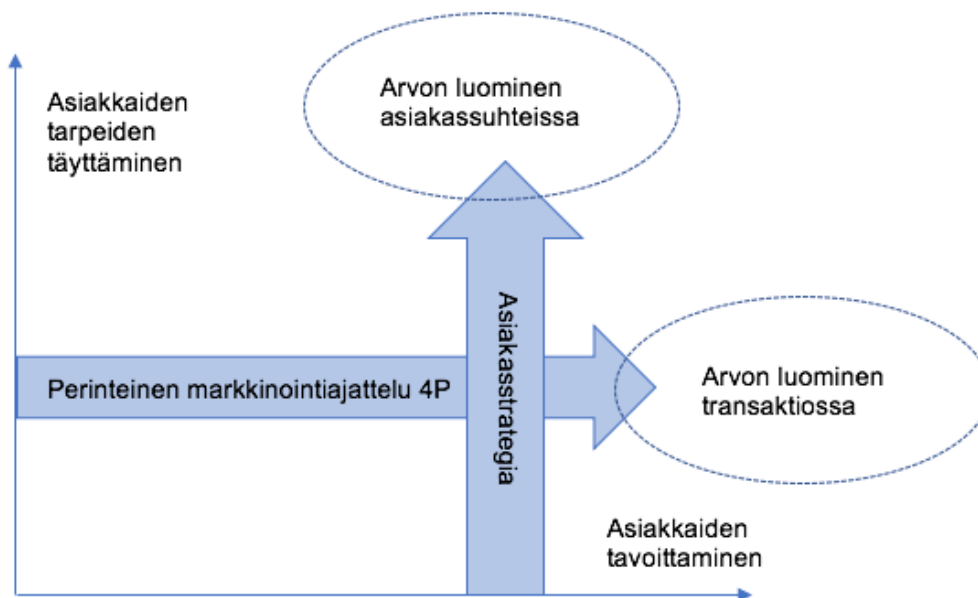 Asiakkaiden
tarpeiden
täyttäminen
Arvon luominen
asiakassuhteissa
Perinteinen markkinointiajattelu 4P
Asiakasstrategia
Arvon luominen
transaktiossa
Asiakkaiden
tavoittaminen